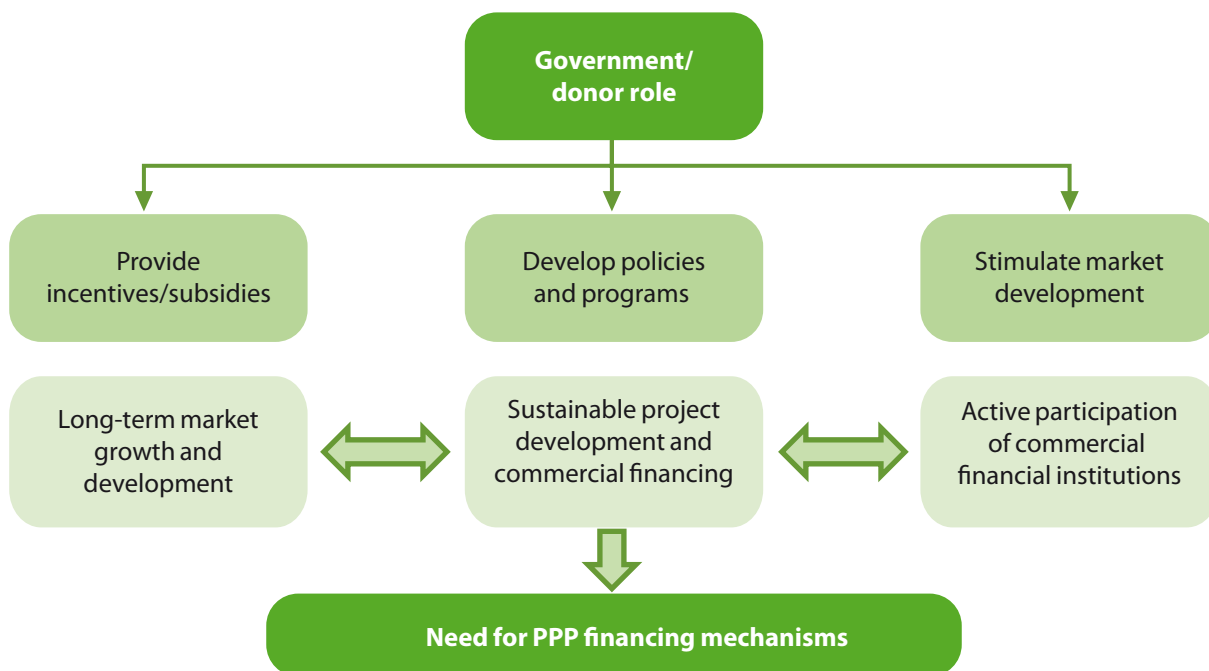 Government/
donor role
Provide
incentives/subsidies
Develop policies
and programs
Stimulate market
development
Long-term market
growth and
development
Sustainable project
development and
commercial financing
Active participation
of commercial
financial institutions
Need for PPP financing mechanisms